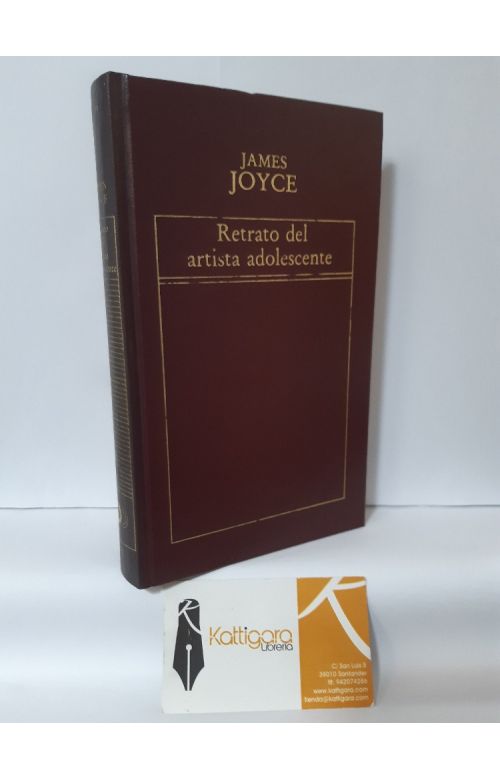 JAMES
JOYCE
Retrato del
artista adolescente
Kattigara
Librería
C/ San Luis 5
39010 Santander
tlf: 942074286
www.kattigara.com
tienda@kattigara.com